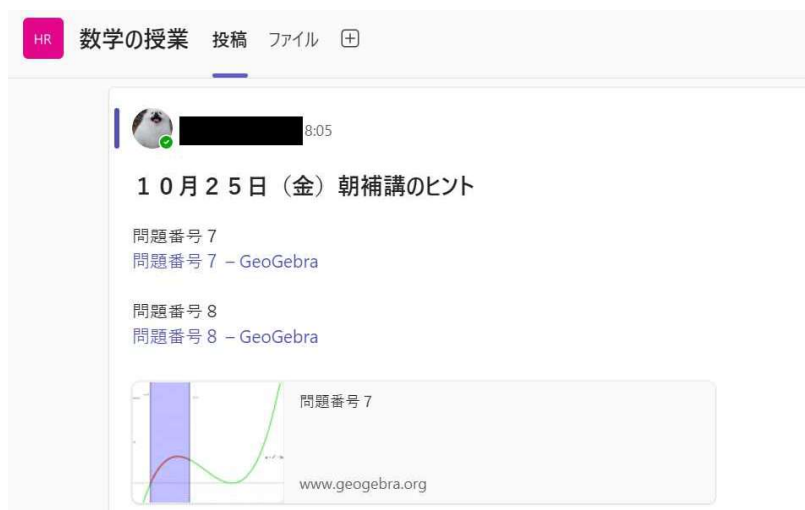 HR 数学の授業 投稿 ファイル
8:05
10月25日（金）朝補講のヒント
問題番号７
問題番号７ – GeoGebra
問題番号８
問題番号８ – GeoGebra
問題番号７
www.geogebra.org